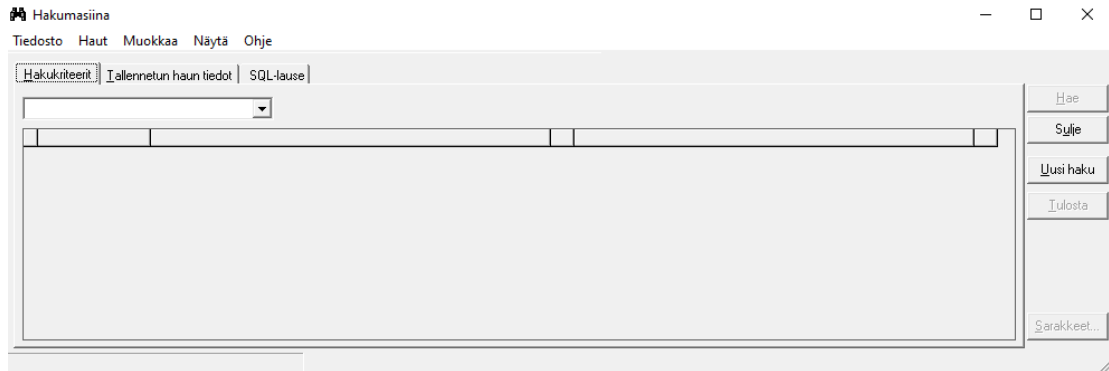 Hakumasiina
Tiedosto Haut Muokkaa Näytä Ohje
Hakukriteerit Tallennetun haun tiedot SQL-lause
Hae
Sulje
Uusi haku
Tulosta
Sarakkeet...